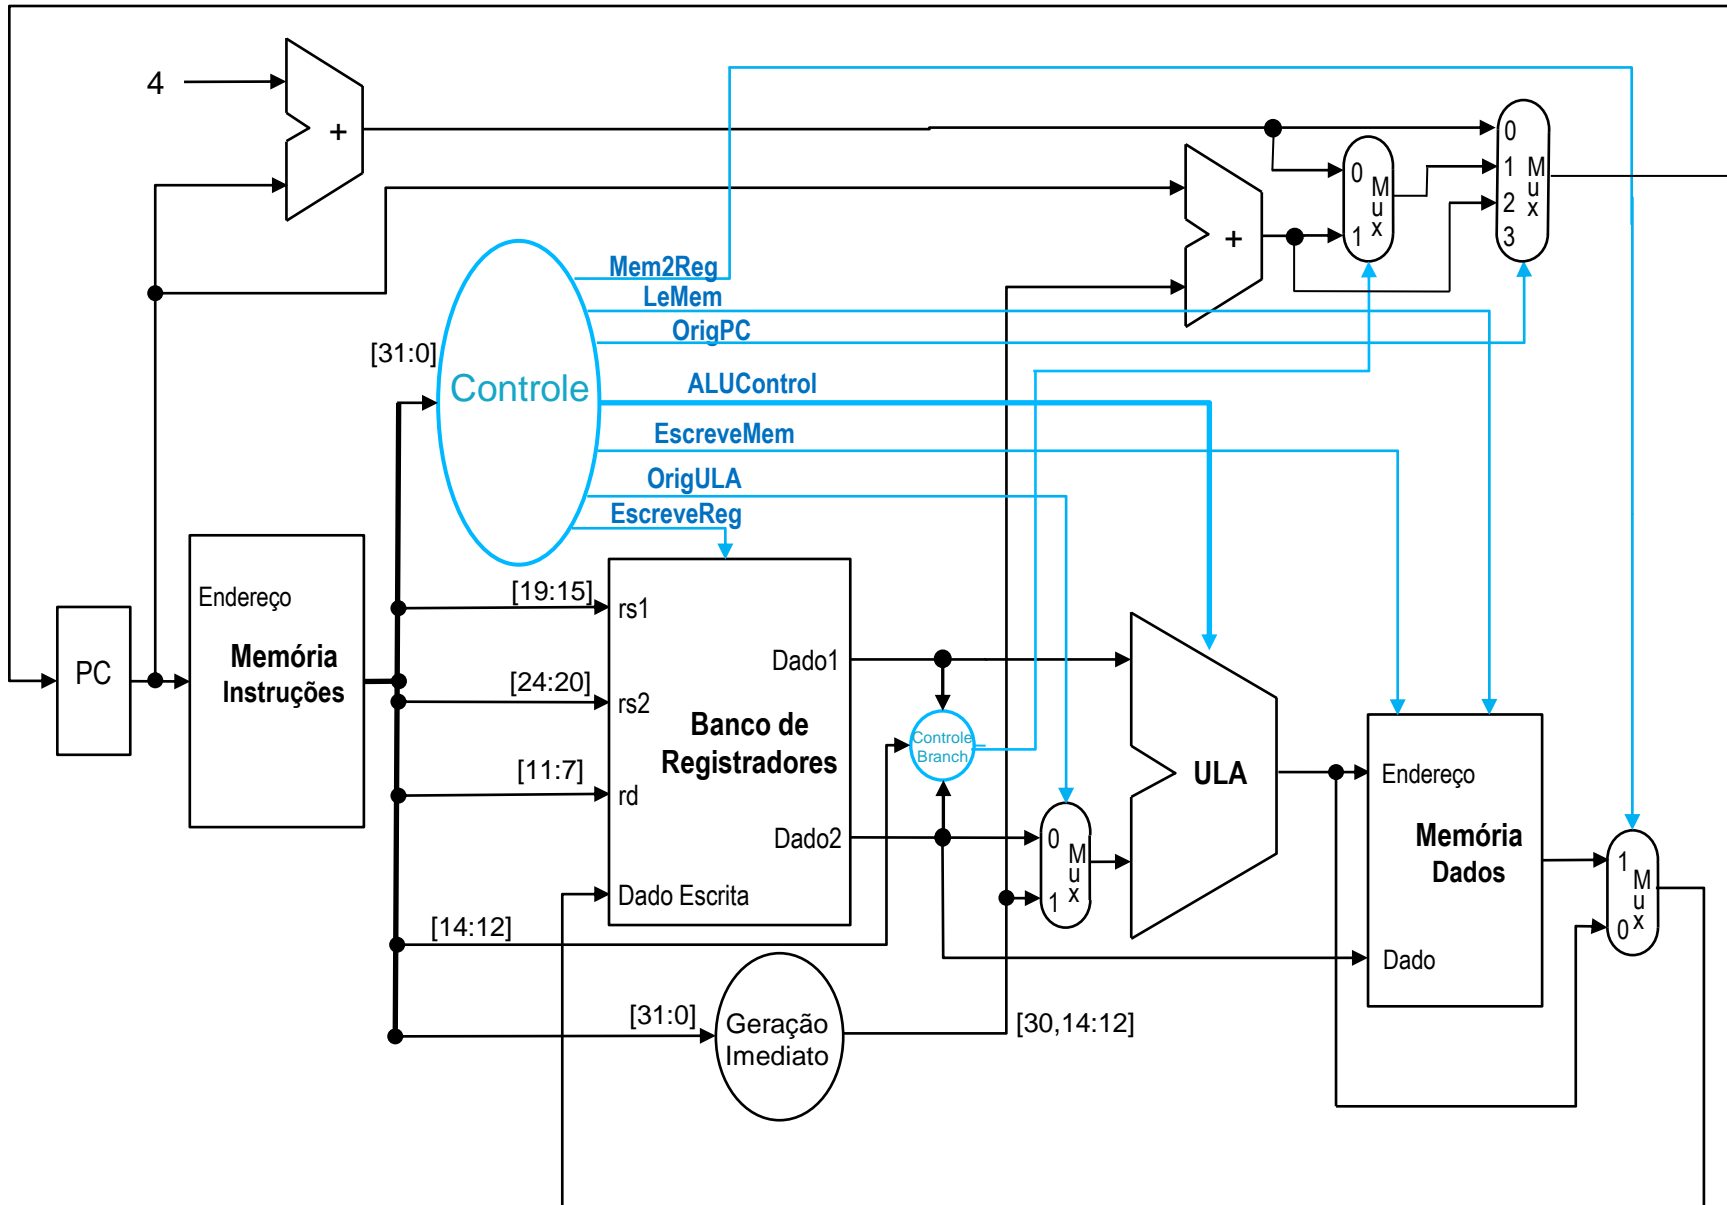 4
+
0
1
M
u
x
0
1
2
3
M
u
x
+
Mem2Reg
LeMem
OrigPC
[31:0]
Controle
ALUControl
EscreveMem
OrigULA
EscreveReg
Endereço
Memória
Instruções
PC
[19:15]
rs1
[24:20]
rs2
[11:7]
rd
Dado1
Banco de
Registradores
Dado2
Dado Escrita
Controle
Branch
[14:12]
0
1
M
u
x
ULA
Endereço
Memória
Dados
Dado
1
0
M
u
x
[31:0]
Geração
Imediato
[30,14:12]